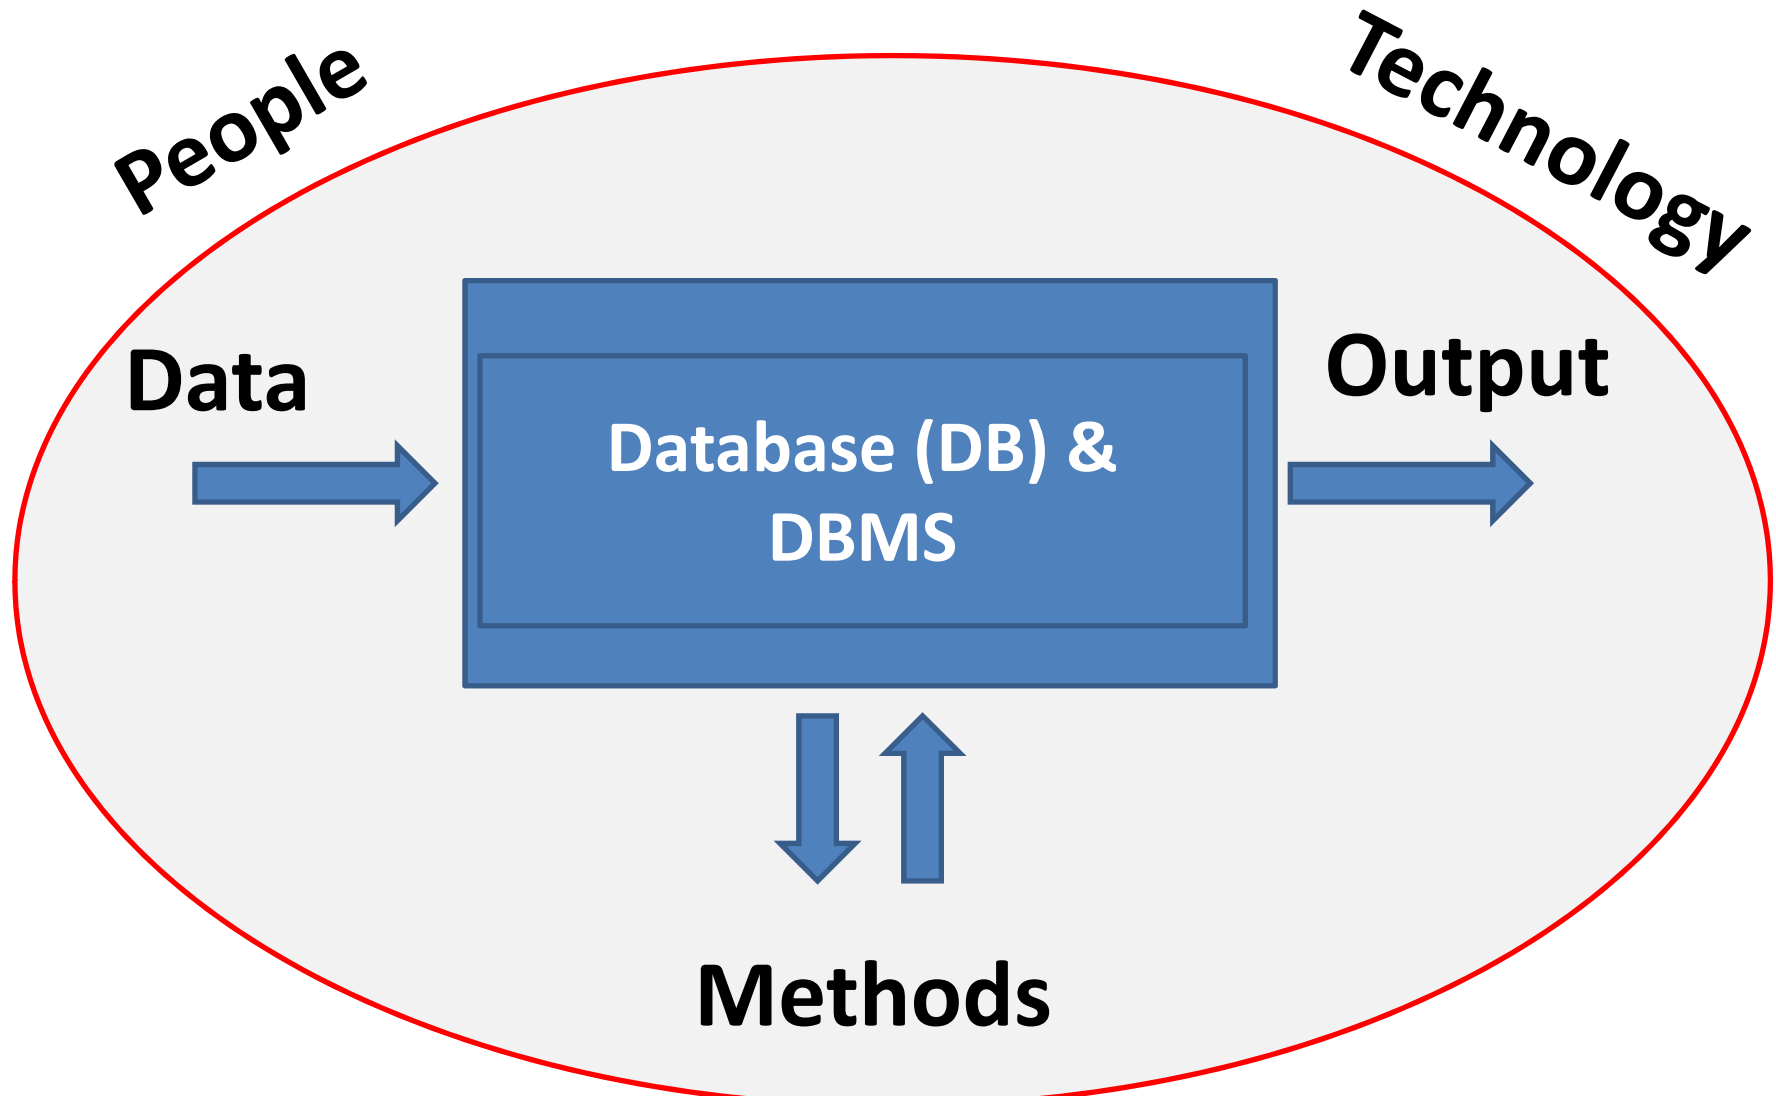 People
Technology
Data
Output
Database (DB) &
DBMS
Methods